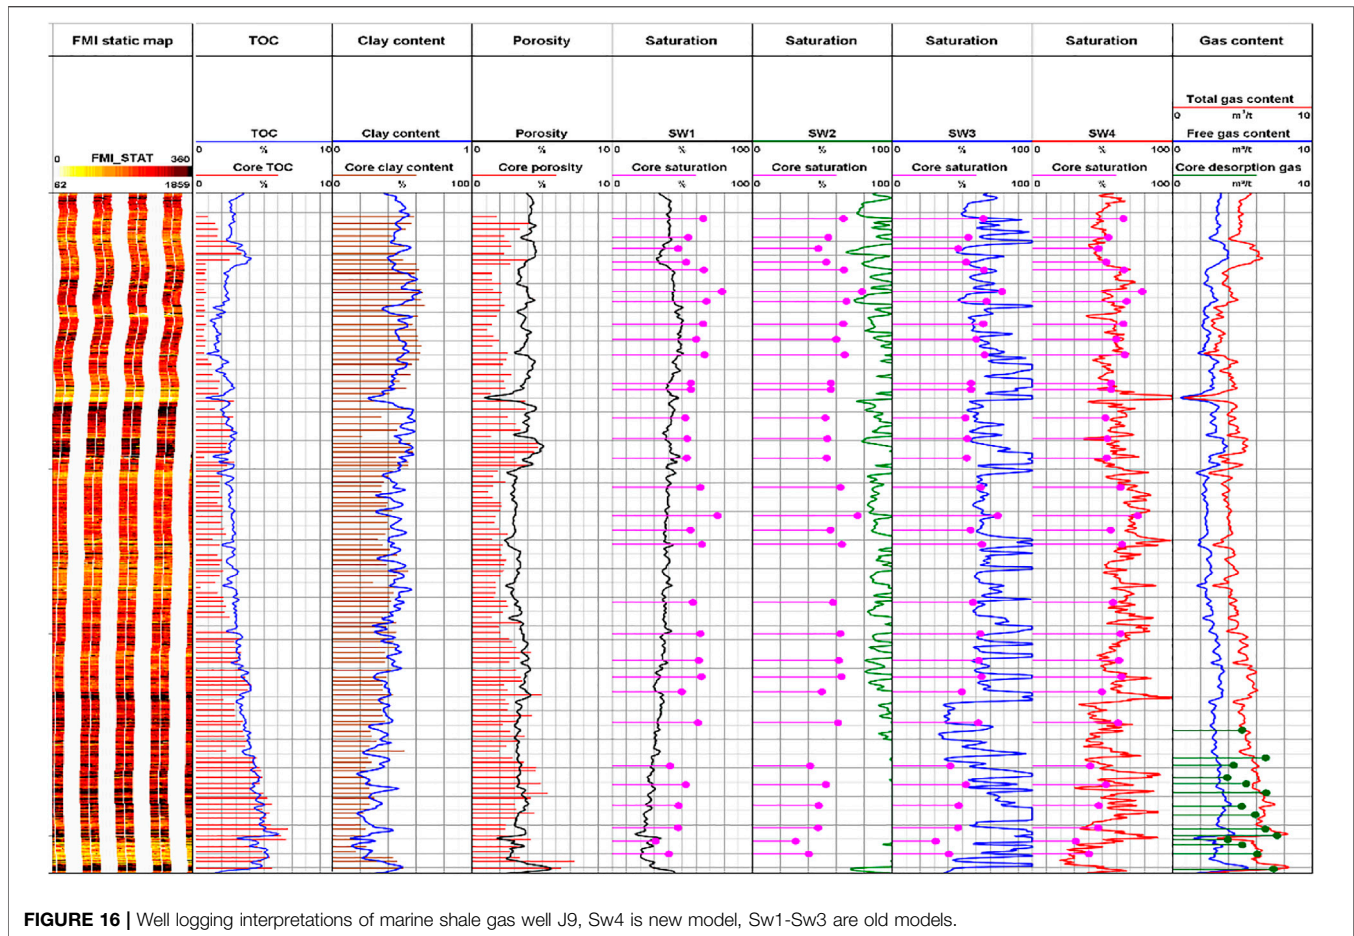 FMI static map TOC Clay content Porosity Saturation Saturation Saturation Saturation Gas content
Total gas content
0 m³/t 10
TOC Clay content Porosity SW1 SW2 SW3 SW4 Free gas content
0 % 10 0 % 1 0 % 10 0 % 100 0 % 100 0 % 100 0 % 100 0 m³/t 10
0 FMI_STAT 360 Core TOC Core clay content Core porosity Core saturation Core saturation Core saturation Core saturation Core desorption gas
62 1859 0 % 10 0 % 100 0 % 10 0 % 100 0 % 100 0 % 100 0 % 100 0 m³/t 10
FIGURE 16 | Well logging interpretations of marine shale gas well J9, Sw4 is new model, Sw1-Sw3 are old models.